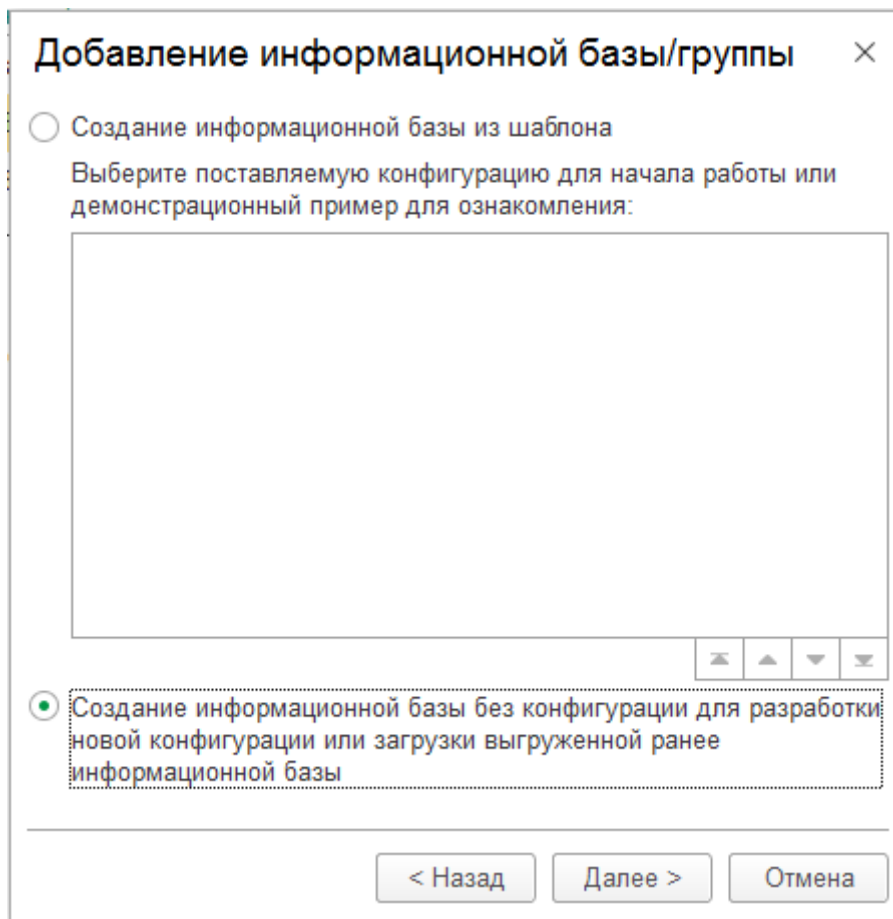 Добавление информационной базы/группы
Создание информационной базы из шаблона
Выберите поставляемую конфигурацию для начала работы или
демонстрационный пример для ознакомления:
Создание информационной базы без конфигурации для разработки
новой конфигурации или загрузки выгруженной ранее
информационной базы
< Назад
Далее >
Отмена